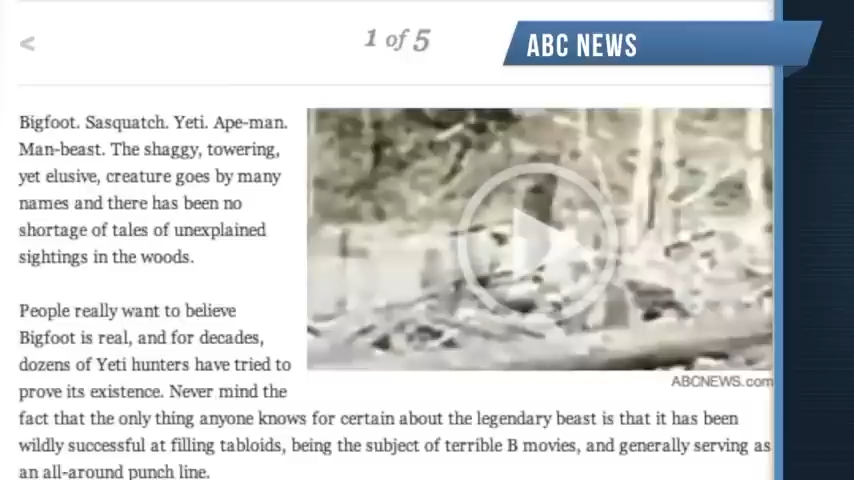 <
1 of 5
ABC NEWS
Bigfoot. Sasquatch. Yeti. Ape-man.
Man-beast. The shaggy, towering,
yet elusive, creature goes by many
names and there has been no
shortage of tales of unexplained
sightings in the woods.
People really want to believe
Bigfoot is real, and for decades,
dozens of Yeti hunters have tried to
prove its existence. Never mind the
fact that the only thing anyone knows for certain about the legendary beast is that it has been
wildly successful at filling tabloids, being the subject of terrible B movies, and generally serving as
an all-around punch line.
ABCNEWS.com